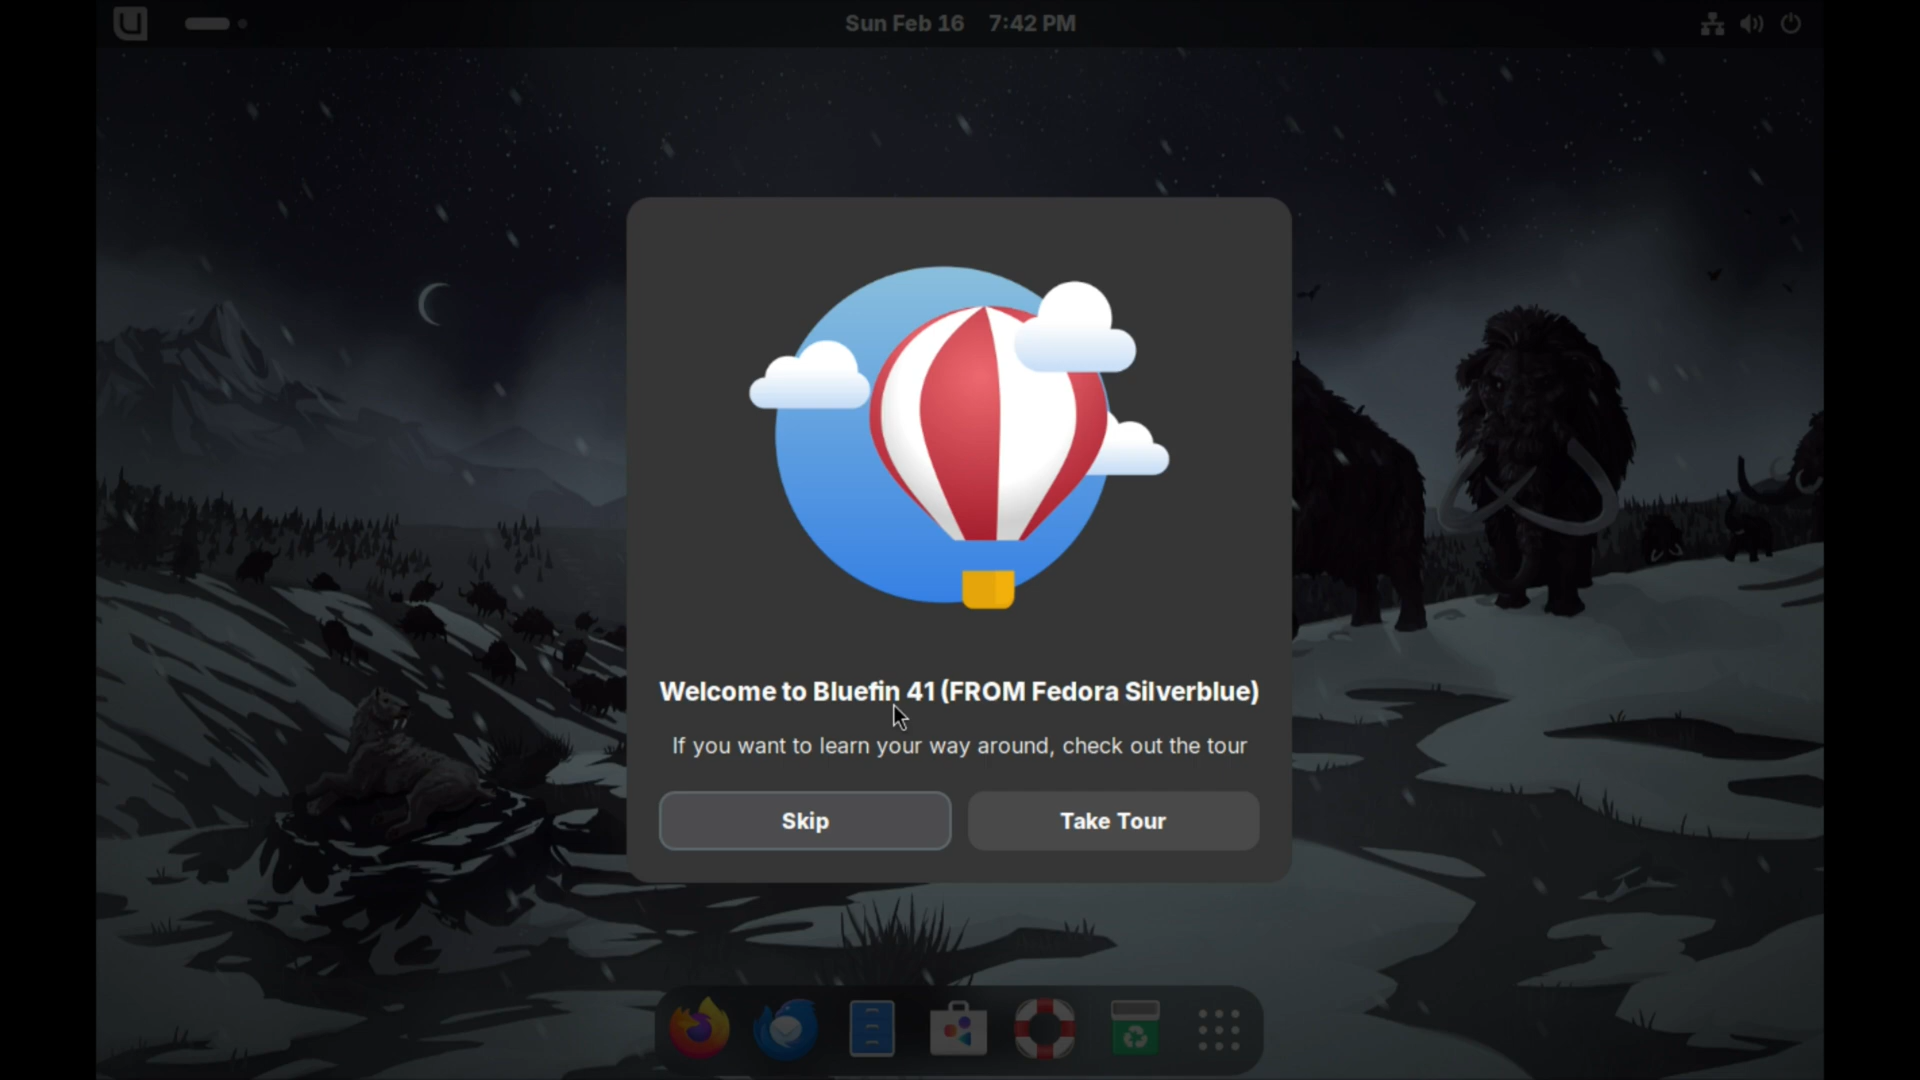 Sun Feb 16 7:42 PM
Welcome to Bluefin 41 (FROM Fedora Silverblue)
If you want to learn your way around, check out the tour
Skip
Take Tour